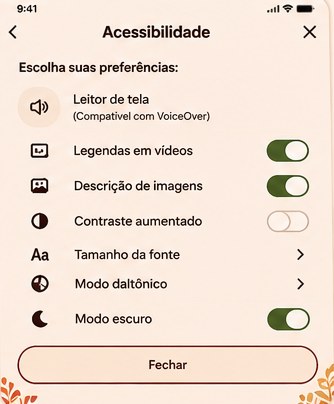 9:41
Acessibilidade
Escolha suas preferências:
Leitor de tela
(Compatível com VoiceOver)
Legendas em vídeos
Descrição de imagens
Contraste aumentado
Aa Tamanho da fonte
Modo daltônico
Modo escuro
Fechar